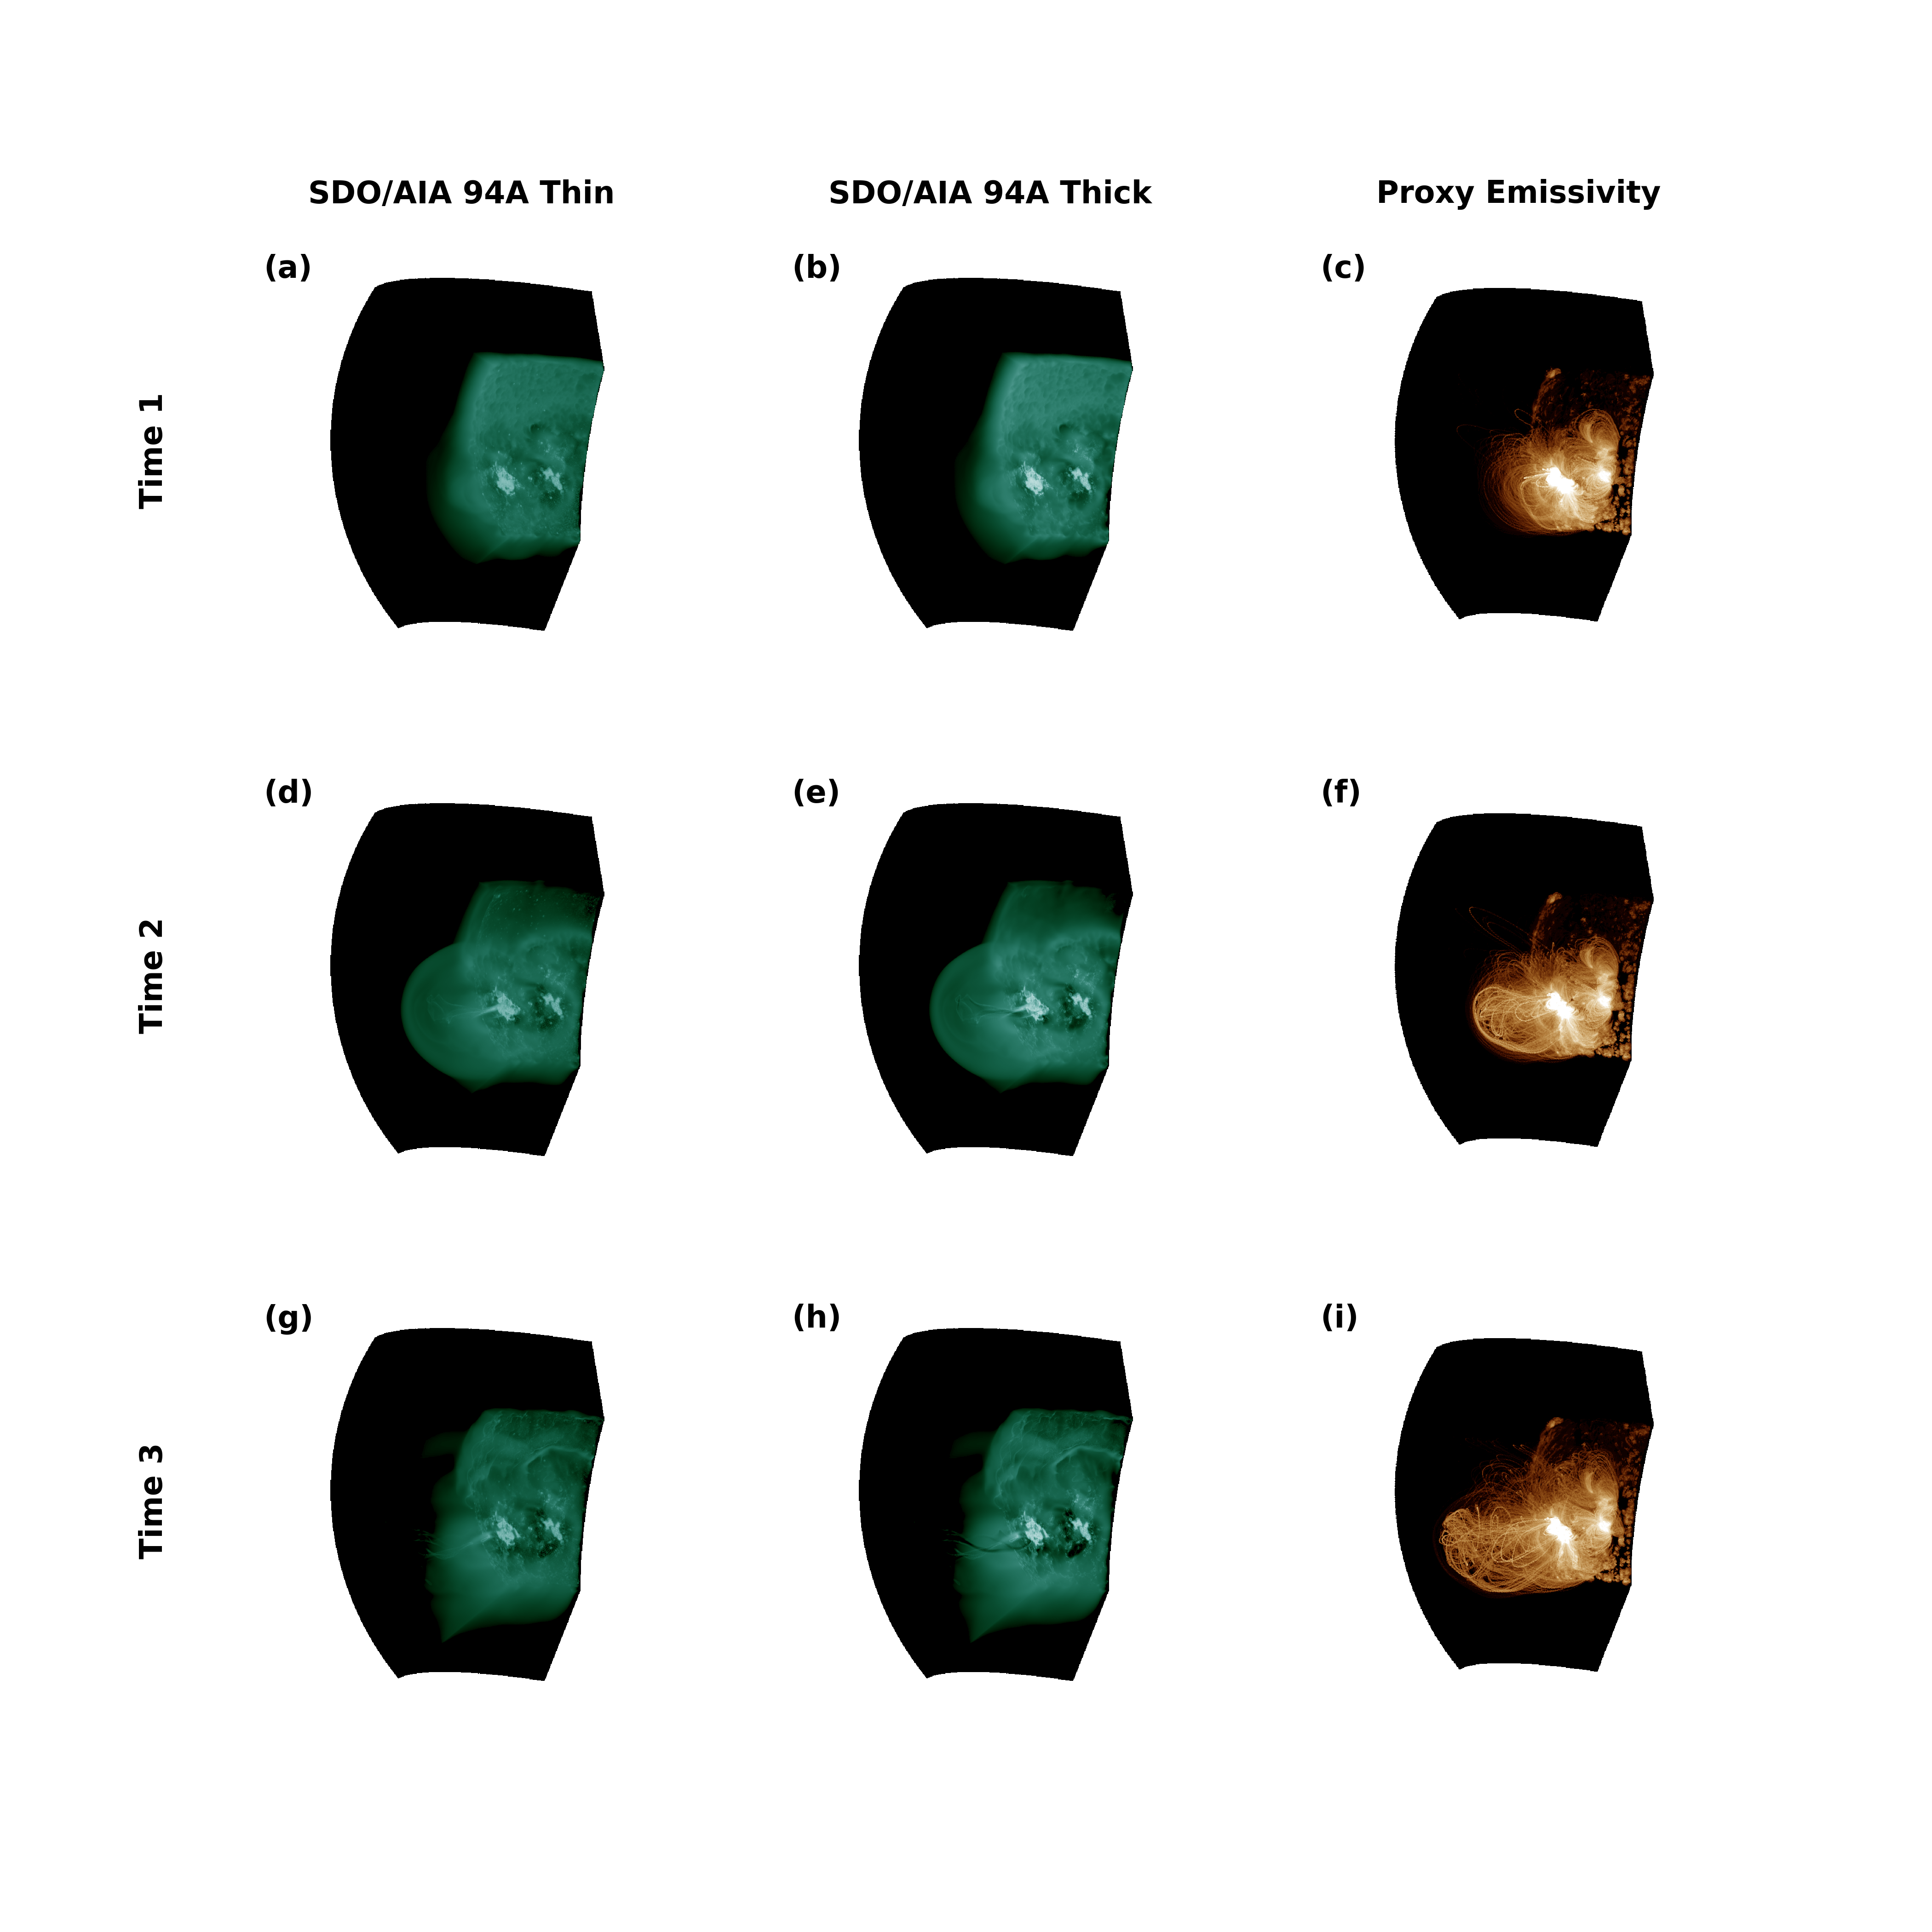 SDO/AIA 94A Thin
SDO/AIA 94A Thick
Proxy Emissivity
(a)
(b)
(c)
Time 1
(d)
(e)
(f)
Time 2
(g)
(h)
(i)
Time 3